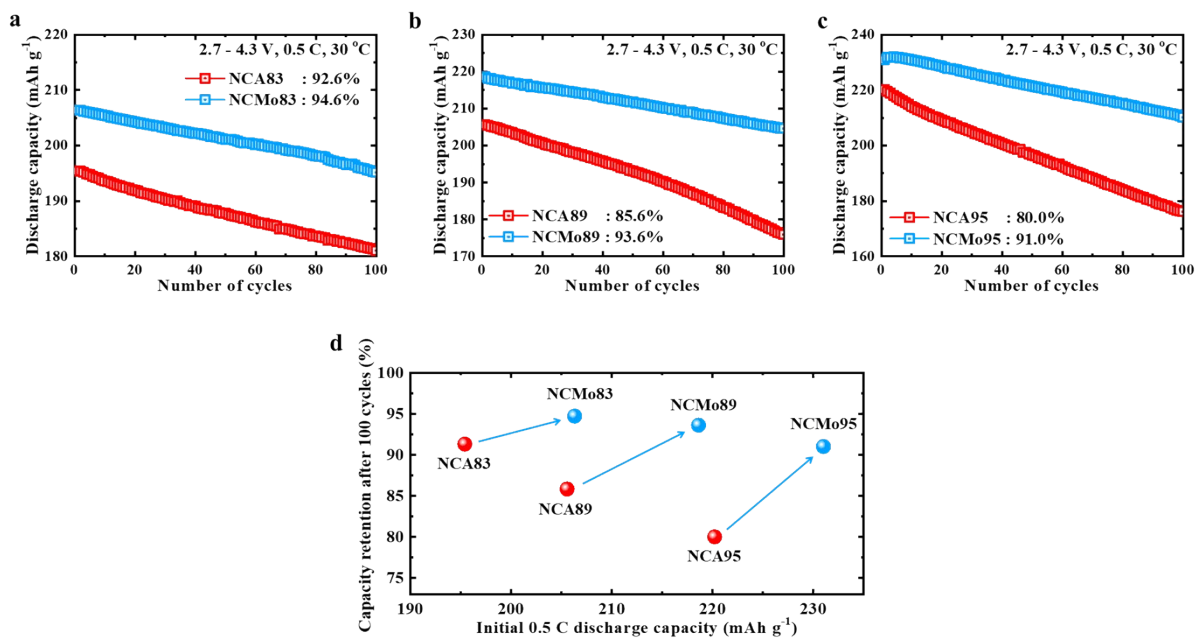 a
2.7 - 4.3 V, 0.5 C, 30 °C
NCA83 : 92.6%
NCMo83 : 94.6%
Discharge capacity (mAh g-1)
220
210
200
190
180
0 20 40 60 80 100
Number of cycles
b
2.7 - 4.3 V, 0.5 C, 30 °C
NCA89 : 85.6%
NCMo89 : 93.6%
Discharge capacity (mAh g-1)
230
220
210
200
190
180
170
0 20 40 60 80 100
Number of cycles
c
2.7 - 4.3 V, 0.5 C, 30 °C
NCA95 : 80.0%
NCMo95 : 91.0%
Discharge capacity (mAh g-1)
240
220
200
180
160
0 20 40 60 80 100
Number of cycles
d
Capacity retention after 100 cycles (%)
95
90
85
80
75
NCMo83
NCMo89
NCMo95
NCA83
NCA89
NCA95
190 200 210 220 230
Initial 0.5 C discharge capacity (mAh g-1)